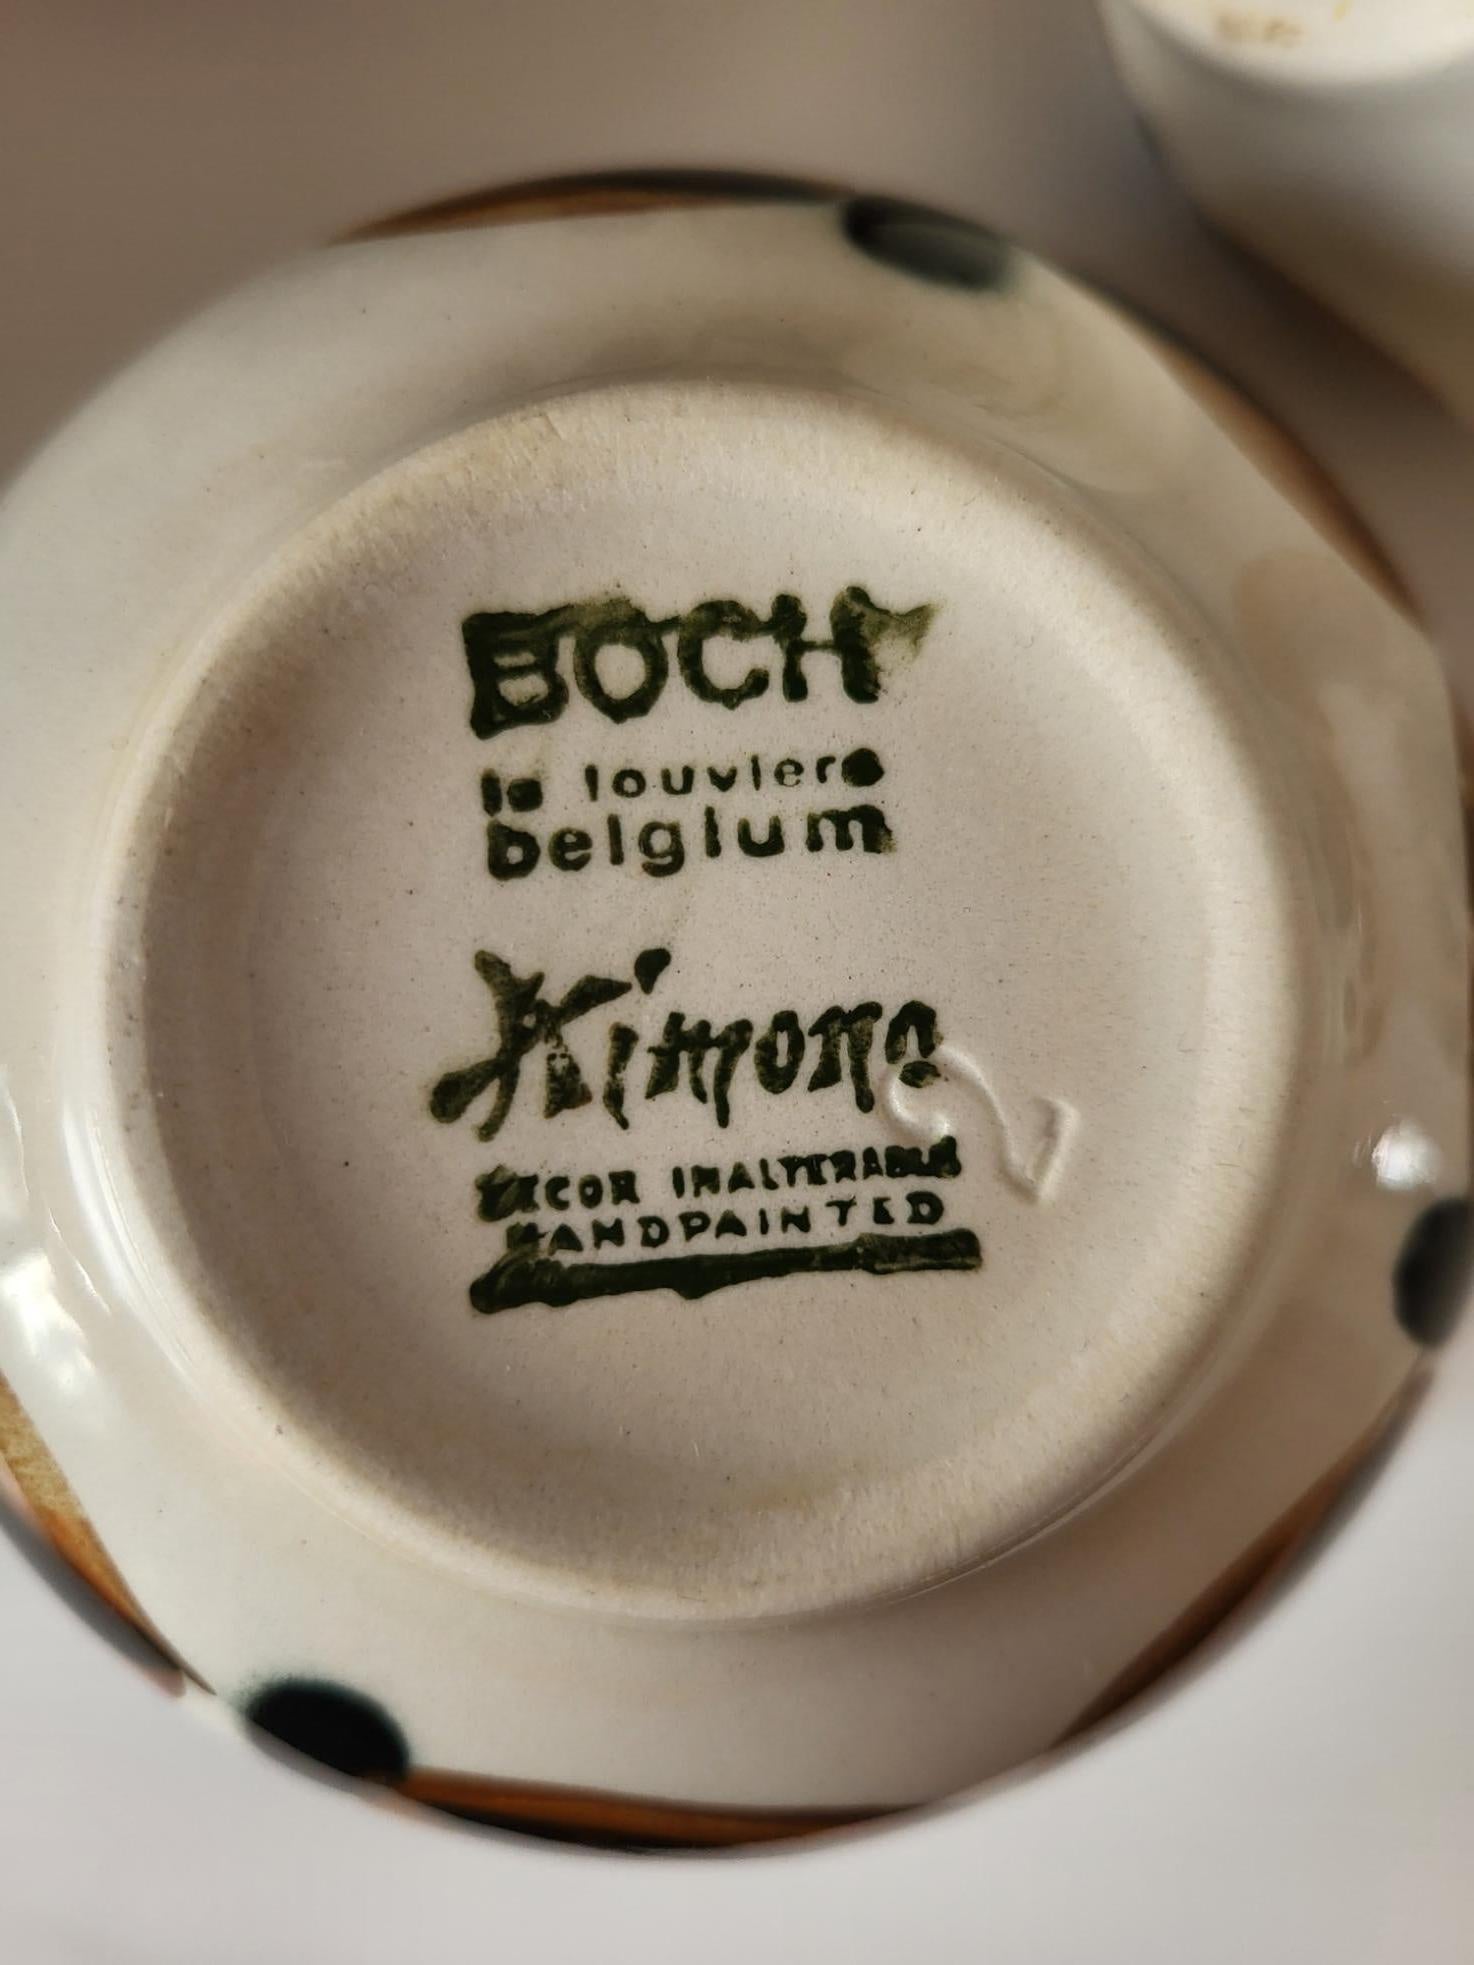 BOCH
la louviere
belgium
Kimono
DECOR INALTERABLE
HANDPAINTED